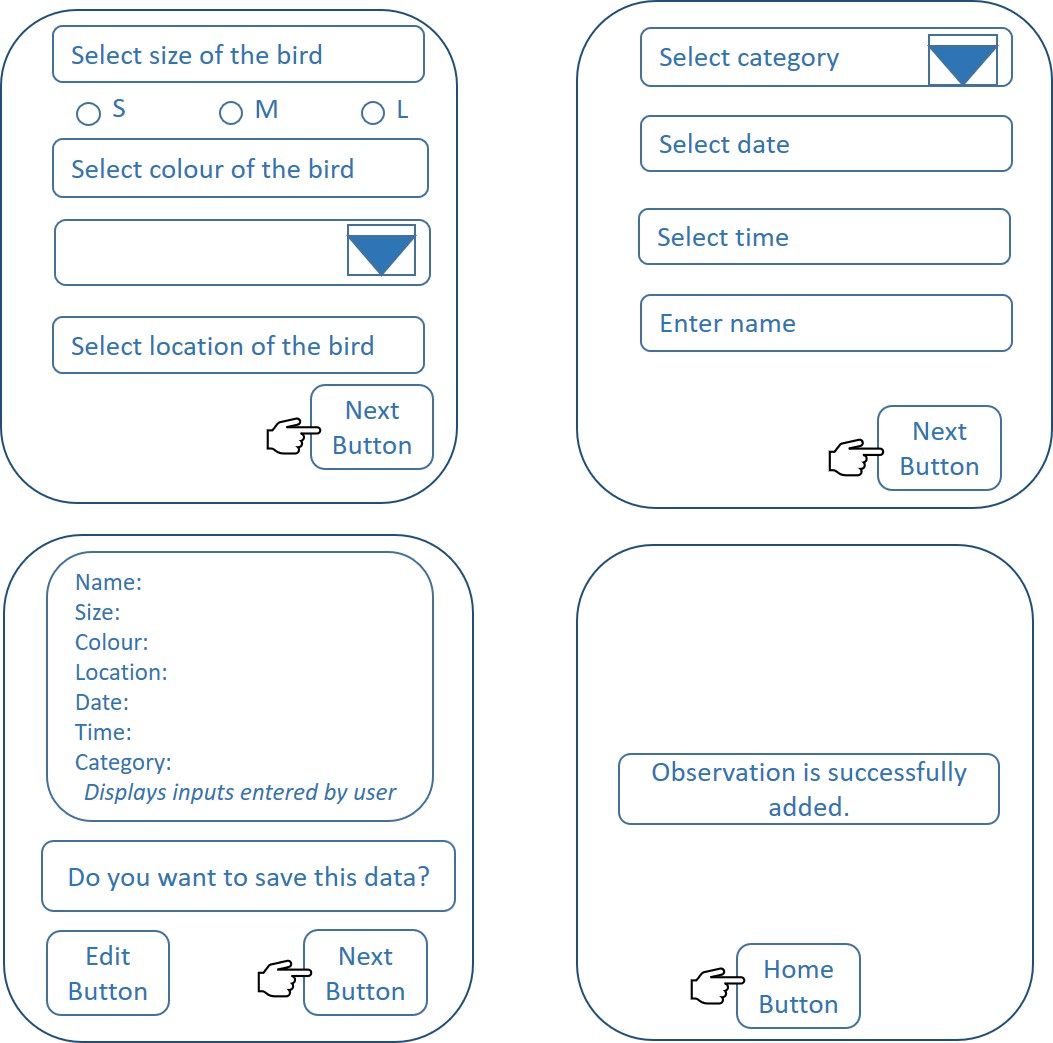 Select size of the bird
S M L
Select colour of the bird
Select location of the bird
Next
Button
Select category
Select date
Select time
Enter name
Next
Button
Name:
Size:
Colour:
Location:
Date:
Time:
Category:
Displays inputs entered by user
Do you want to save this data?
Edit
Button
Next
Button
Observation is successfully
added.
Home
Button